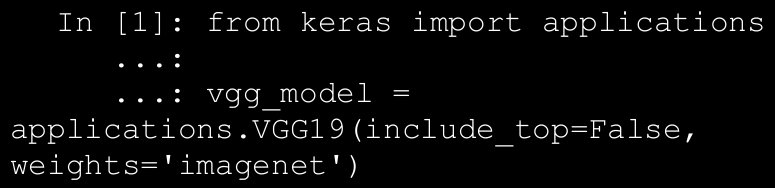 In [1]: from keras import applications
...:
...: vgg_model =
applications.VGG19(include_top=False,
weights='imagenet')